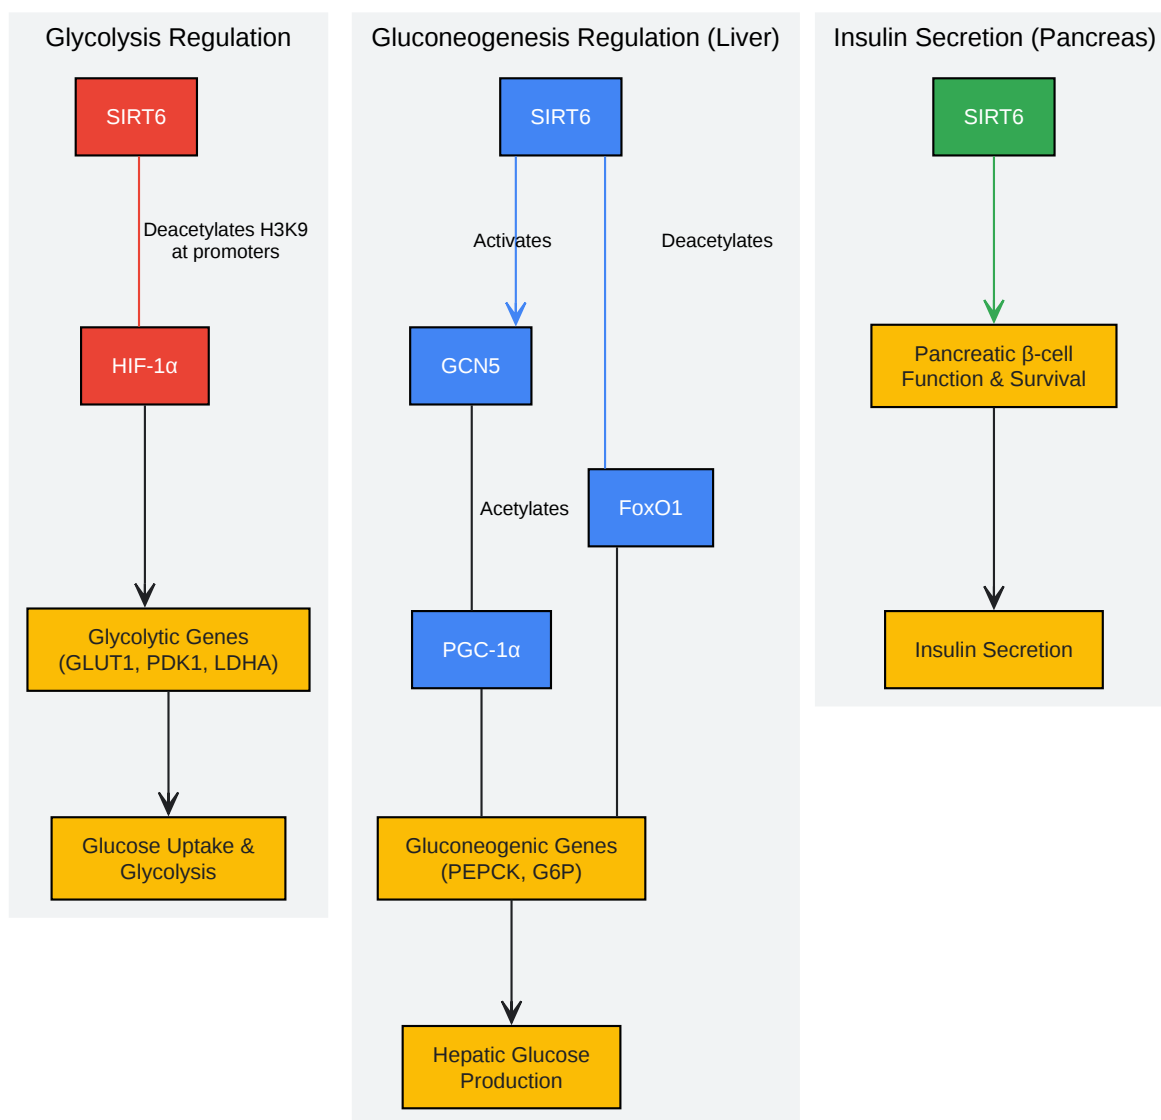 Glycolysis Regulation
SIRT6
Deacetylates H3K9
at promoters
HIF-1α
Glycolytic Genes
(GLUT1, PDK1, LDHA)
Glucose Uptake &
Glycolysis
Gluconeogenesis Regulation (Liver)
SIRT6
Activates
Deacetylates
GCN5
Acetylates
FoxO1
PGC-1α
Gluconeogenic Genes
(PEPCK, G6P)
Hepatic Glucose
Production
Insulin Secretion (Pancreas)
SIRT6
Pancreatic β-cell
Function & Survival
Insulin Secretion